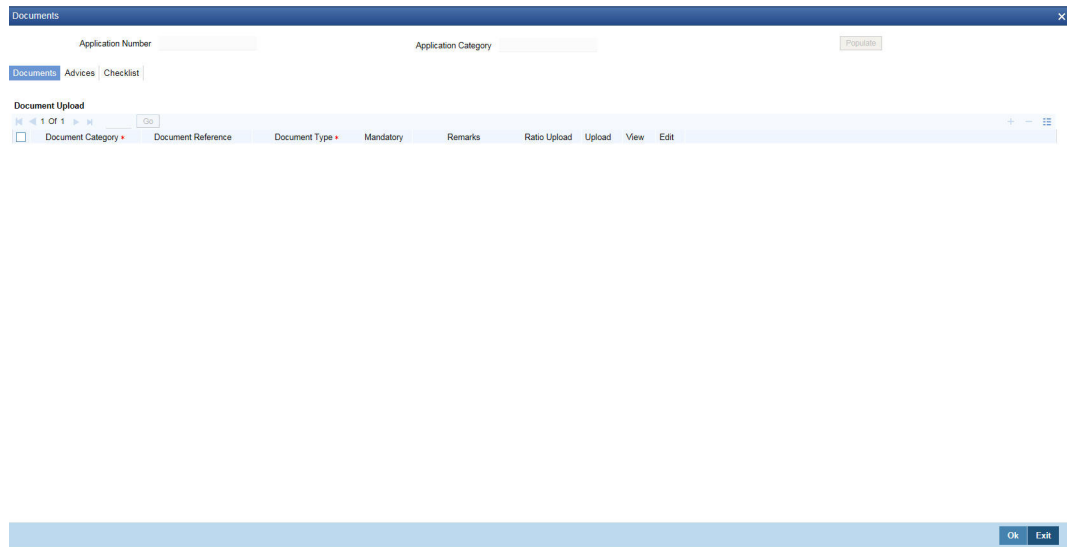 Documents
Application Number Application Category Populate
Documents Advices Checklist
Document Upload
1 Of 1 Go
Document Category * Document Reference Document Type * Mandatory Remarks Ratio Upload Upload View Edit
Ok Exit